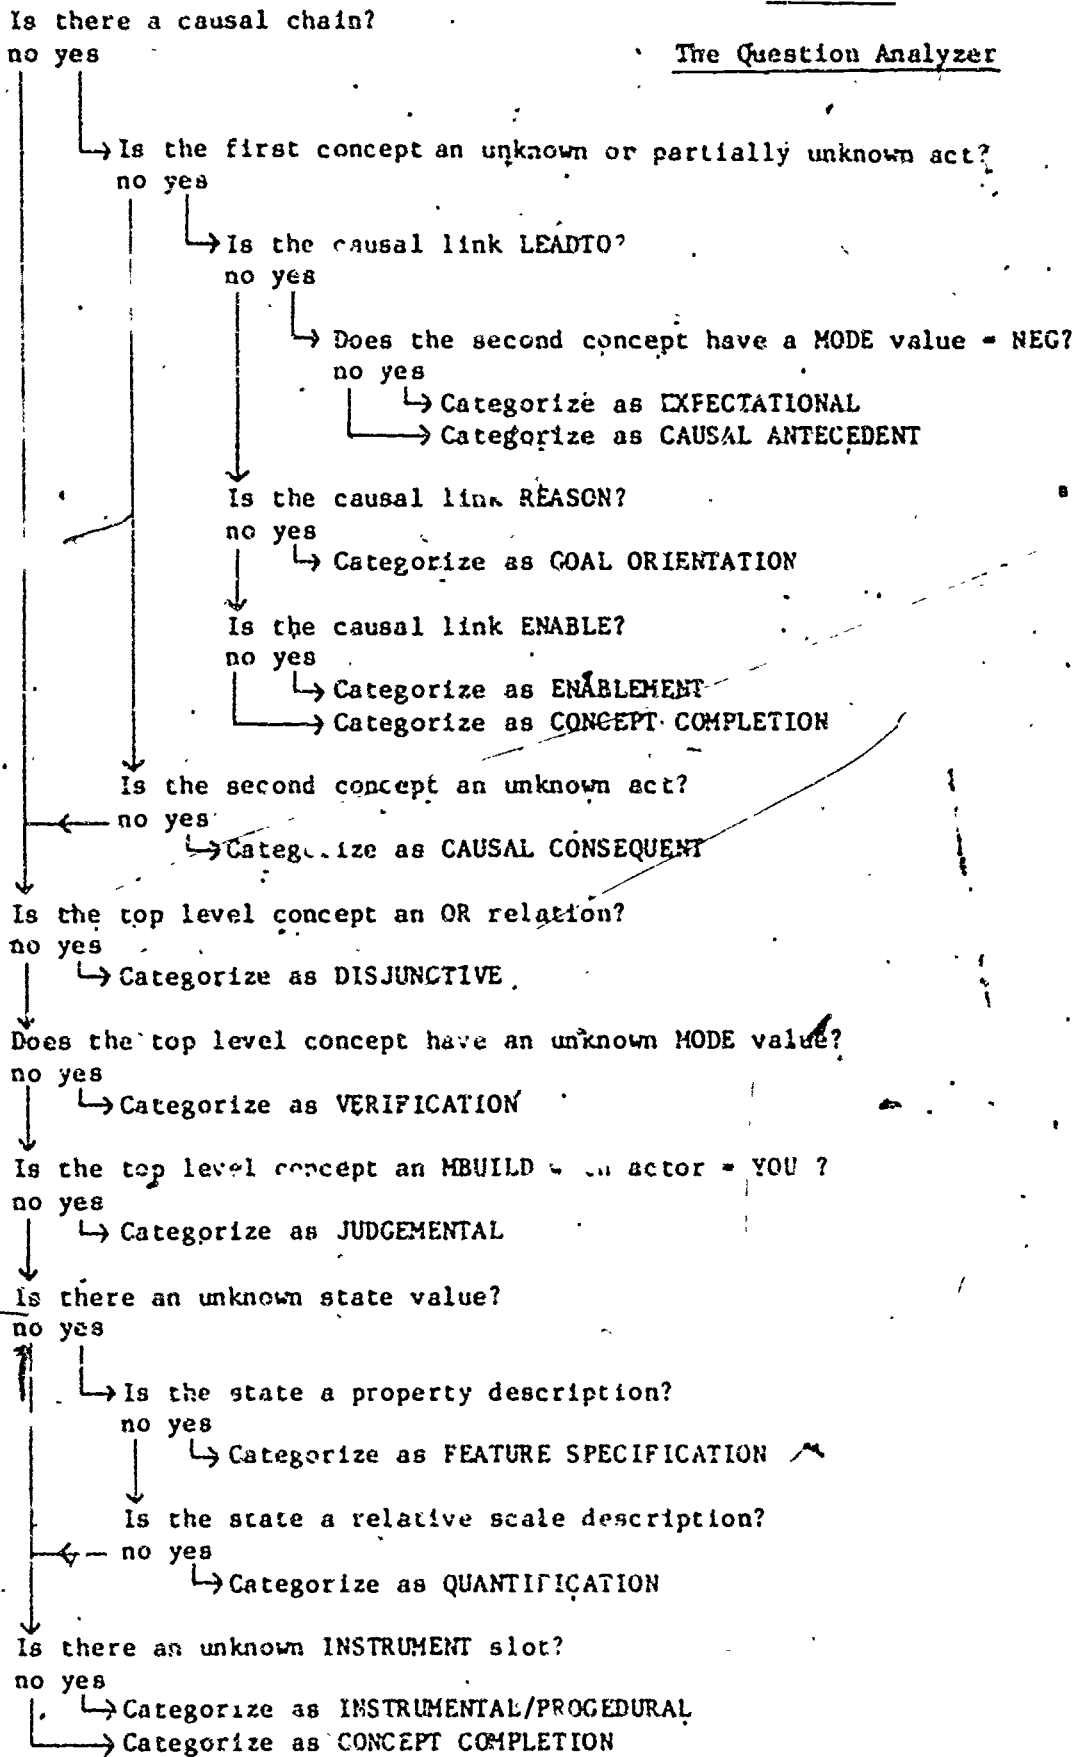 Is there a causal chain?
no yes
The Question Analyzer
Is the first concept an unknown or partially unknown act?
no yes
Is the causal link LEADTO?
no yes
Does the second concept have a MODE value = NEG?
no yes
Categorize as EXPECTATIONAL
Categorize as CAUSAL ANTECEDENT
Is the causal link REASON?
no yes
Categorize as GOAL ORIENTATION
Is the causal link ENABLE?
no yes
Categorize as ENABLEMENT
Categorize as CONCEPT COMPLETION
Is the second concept an unknown act?
no yes
Categorize as CAUSAL CONSEQUENT
Is the top level concept an OR relation?
no yes
Categorize as DISJUNCTIVE
Does the top level concept have an unknown MODE value?
no yes
Categorize as VERIFICATION
Is the top level concept an MBUILD actor = YOU ?
no yes
Categorize as JUDGEMENTAL
Is there an unknown state value?
no yes
Is the state a property description?
no yes
Categorize as FEATURE SPECIFICATION
Is the state a relative scale description?
no yes
Categorize as QUANTIFICATION
Is there an unknown INSTRUMENT slot?
no yes
Categorize as INSTRUMENTAL/PROCEDURAL
Categorize as CONCEPT COMPLETION